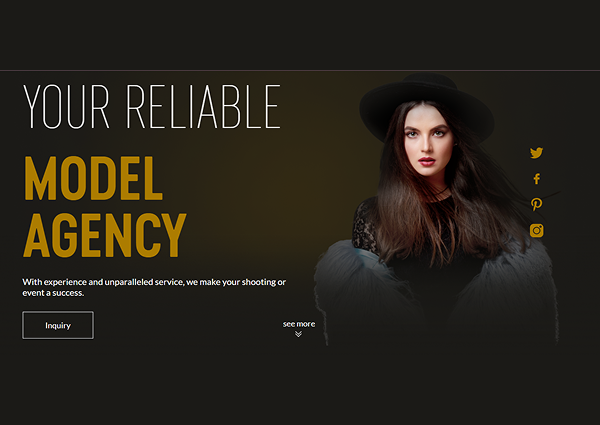 YOUR RELIABLE
MODEL
AGENCY
With experience and unparalleled service, we make your shooting or
event a success.
Inquiry
see more